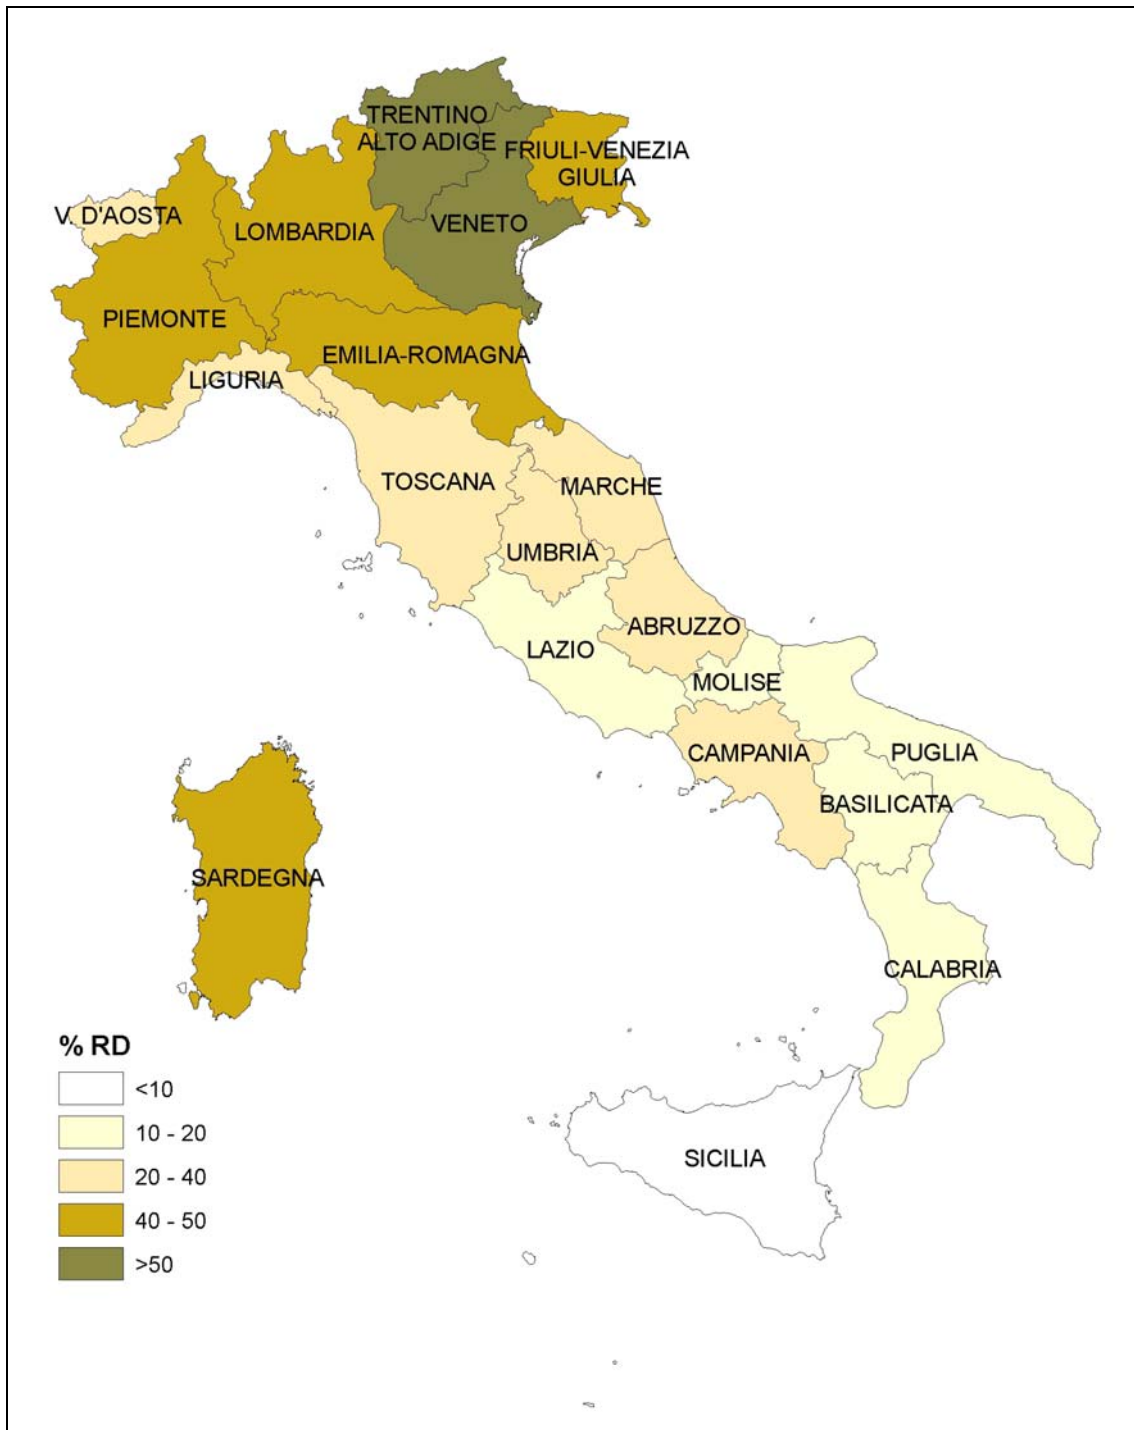 TRENTINO
ALTO ADIGE
FRIULI-VENEZIA
GIULIA
V. D'AOSTA
LOMBARDIA
VENETO
PIEMONTE
EMILIA-ROMAGNA
LIGURIA
TOSCANA
MARCHE
UMBRIA
ABRUZZO
LAZIO
MOLISE
CAMPANIA
PUGLIA
BASILICATA
SARDEGNA
CALABRIA
SICILIA
% RD
<10
10 - 20
20 - 40
40 - 50
>50